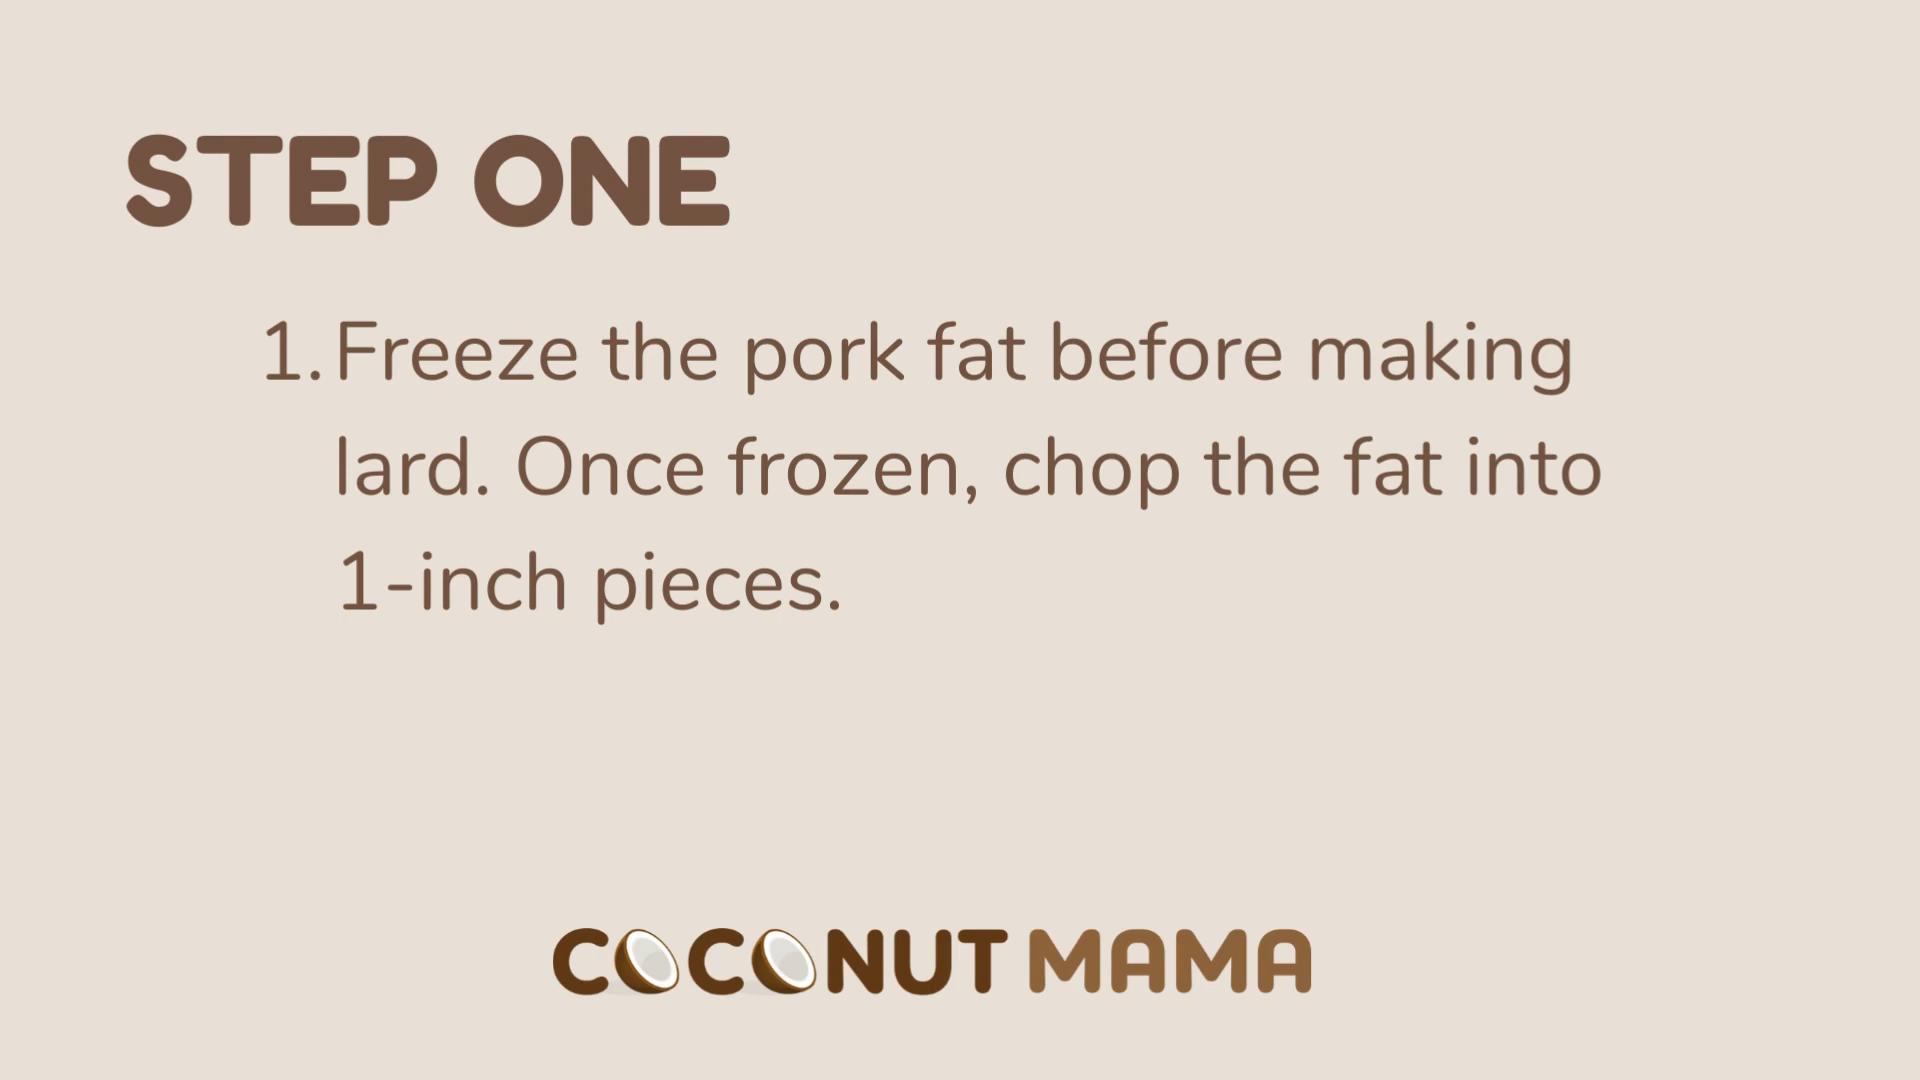 STEP ONE
1. Freeze the pork fat before making
lard. Once frozen, chop the fat into
1-inch pieces.
COCONUT MAMA